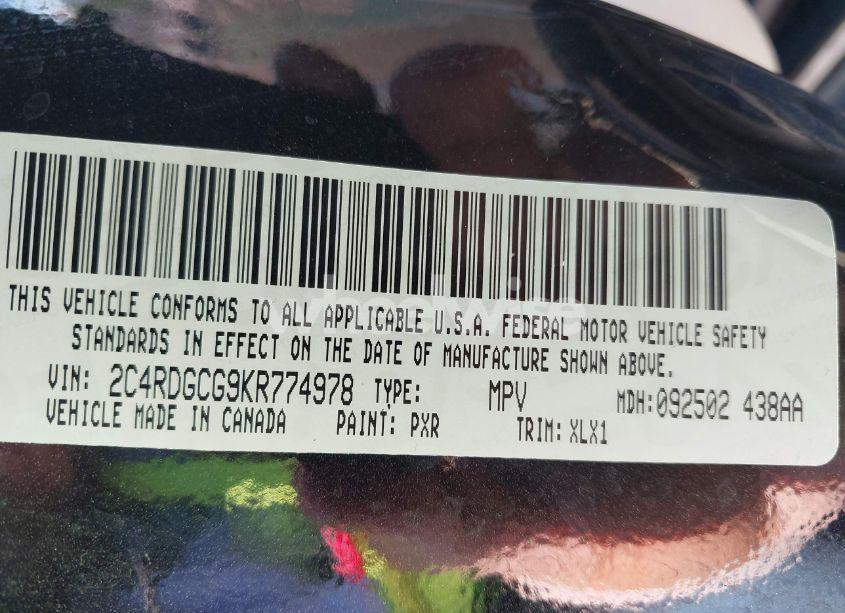 THIS VEHICLE CONFORMS TO ALL APPLICABLE U.S.A. FEDERAL MOTOR VEHICLE SAFETY
STANDARDS IN EFFECT ON THE DATE OF MANUFACTURE SHOWN ABOVE.
VIN: 2C4RDGCG9KR774978 TYPE: MPV MDH:092502 438AA
VEHICLE MADE IN CANADA PAINT: PXR TRIM: XLX1
wheelwise